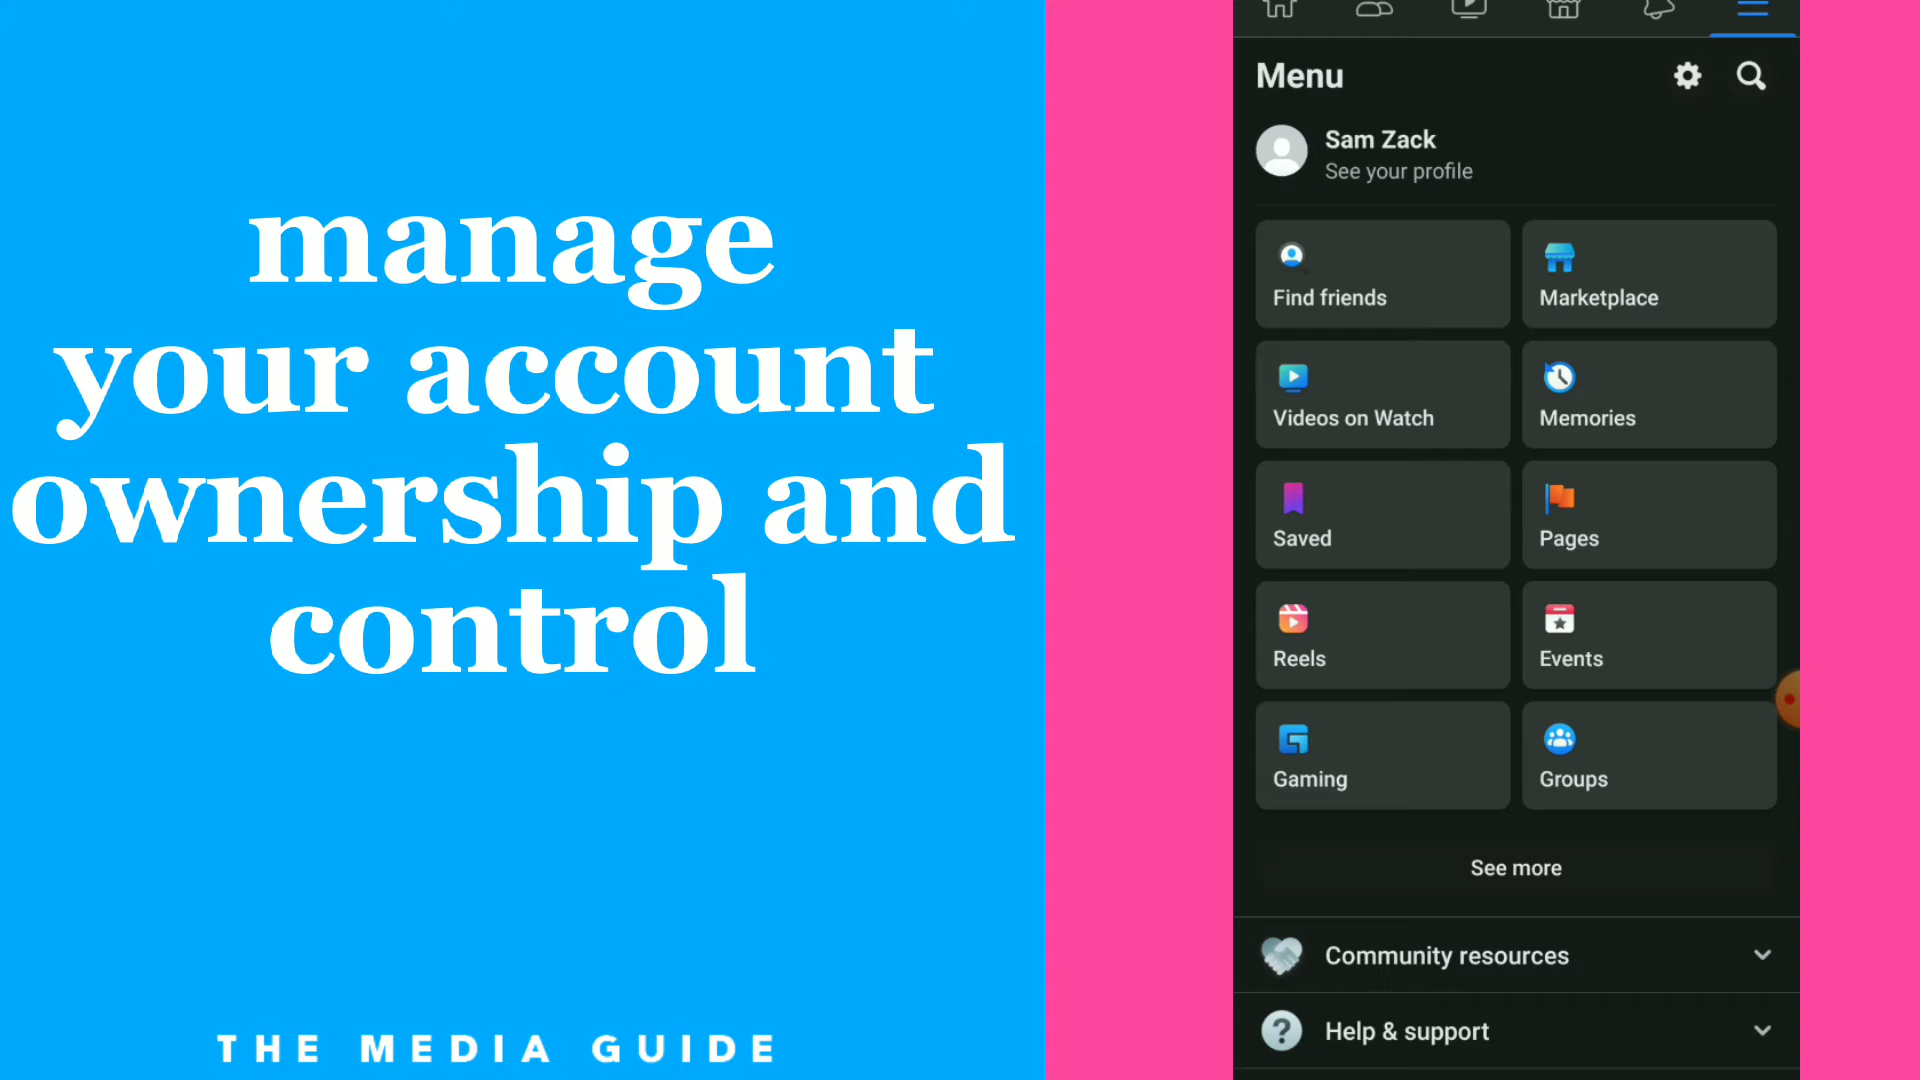 manage
your account
ownership and
control
THE MEDIA GUIDE
Menu
Sam Zack
See your profile
Find friends
Marketplace
Videos on Watch
Memories
Saved
Pages
Reels
Events
Gaming
Groups
See more
Community resources
Help & support